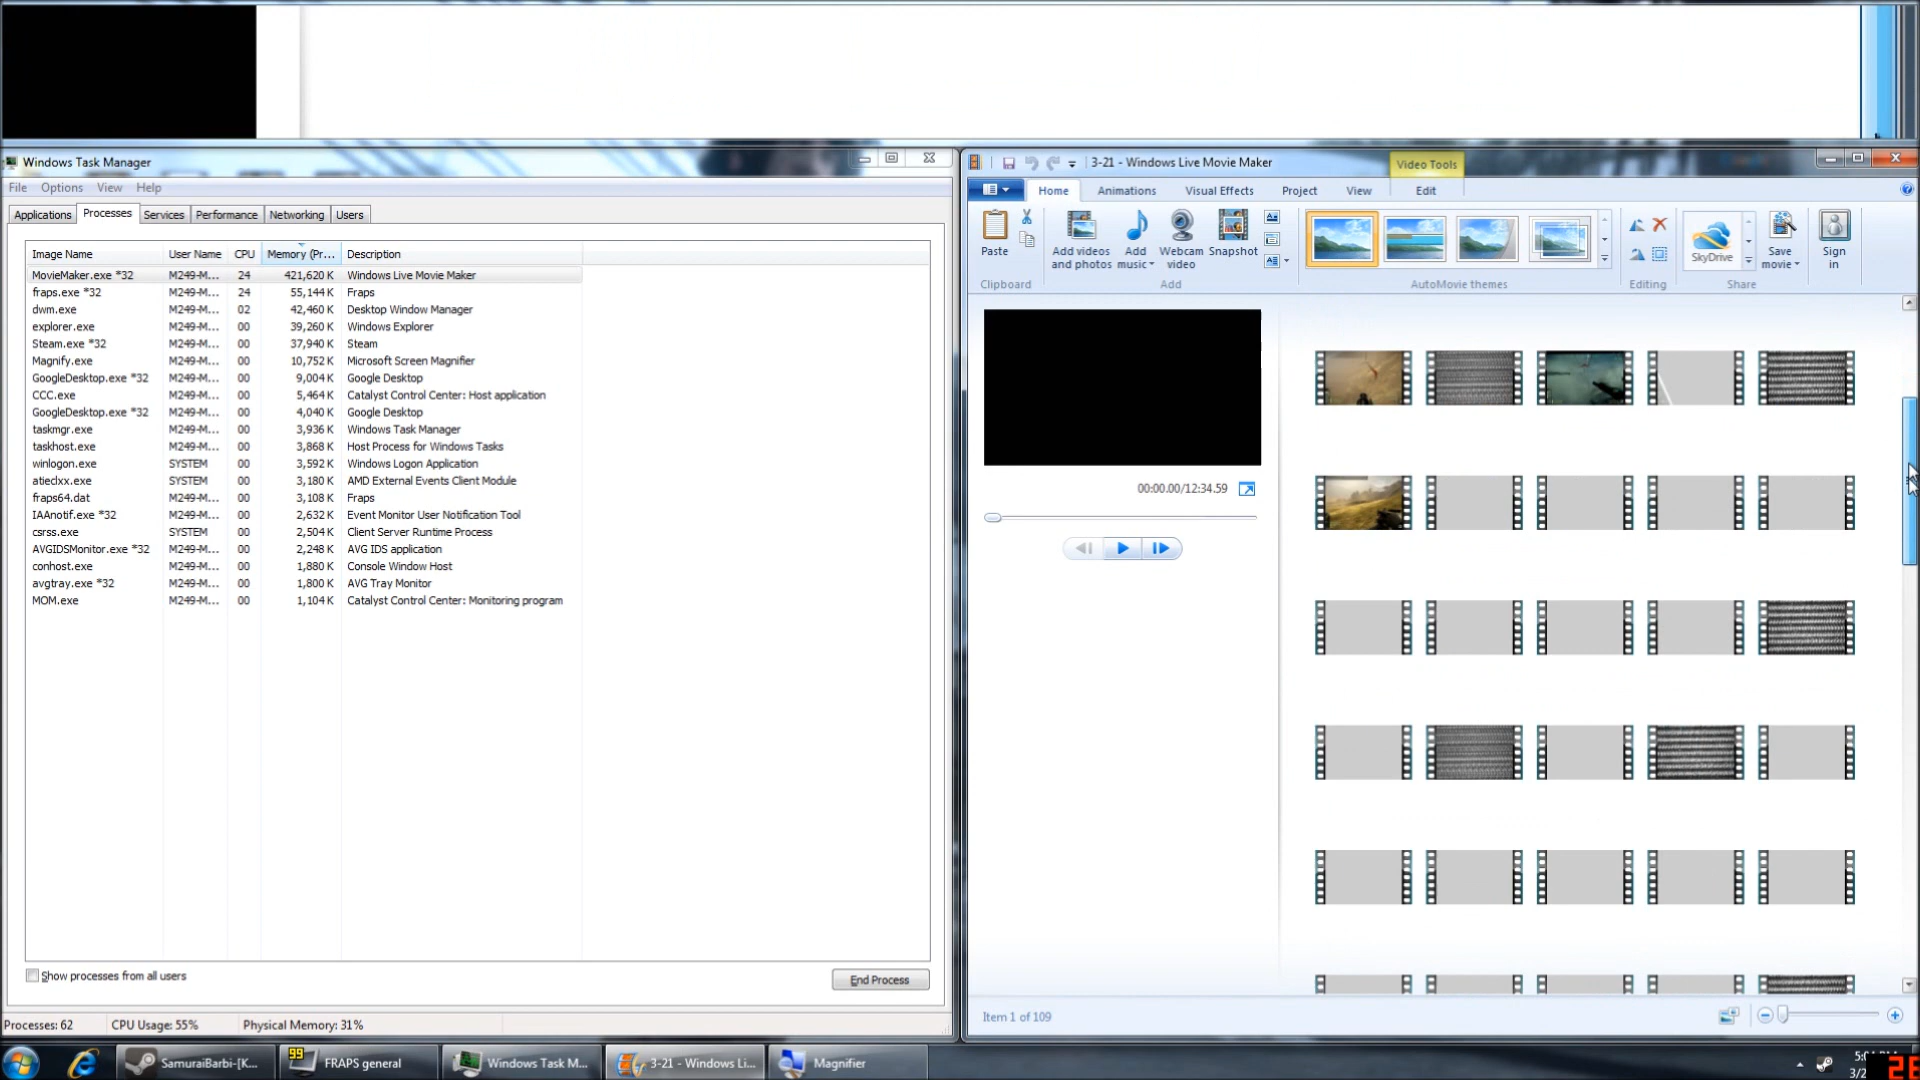 Windows Task Manager
File Options View Help
Applications Processes Services Performance Networking Users
Image Name User Name CPU Memory (Pr... Description
MovieMaker.exe *32 M249-M... 24 421,620 K Windows Live Movie Maker
fraps.exe *32 M249-M... 24 55,144 K Fraps
dwm.exe M249-M... 02 42,460 K Desktop Window Manager
explorer.exe M249-M... 00 39,260 K Windows Explorer
Steam.exe *32 M249-M... 00 37,940 K Steam
Magnify.exe M249-M... 00 10,752 K Microsoft Screen Magnifier
GoogleDesktop.exe *32 M249-M... 00 9,004 K Google Desktop
CCC.exe M249-M... 00 5,464 K Catalyst Control Center: Host application
GoogleDesktop.exe *32 M249-M... 00 4,040 K Google Desktop
taskmgr.exe M249-M... 00 3,936 K Windows Task Manager
taskhost.exe M249-M... 00 3,868 K Host Process for Windows Tasks
winlogon.exe SYSTEM 00 3,592 K Windows Logon Application
atieclxx.exe SYSTEM 00 3,180 K AMD External Events Client Module
fraps64.dat M249-M... 00 3,108 K Fraps
IAAnotif.exe *32 M249-M... 00 2,632 K Event Monitor User Notification Tool
csrss.exe SYSTEM 00 2,504 K Client Server Runtime Process
AVGIDSMonitor.exe *32 M249-M... 00 2,248 K AVG IDS application
conhost.exe M249-M... 00 1,880 K Console Window Host
avgtray.exe *32 M249-M... 00 1,800 K AVG Tray Monitor
MOM.exe M249-M... 00 1,104 K Catalyst Control Center: Monitoring program
Show processes from all users
End Process
Processes: 62 CPU Usage: 55% Physical Memory: 31%
3-21 - Windows Live Movie Maker Video Tools
Home Animations Visual Effects Project View Edit
Paste Add videos and photos Add music Webcam video Snapshot SkyDrive Save movie Sign in
Clipboard Add AutoMovie themes Editing Share
00:00.00/12:34.59
Item 1 of 109
99
SamuraiBarbi-[K... FRAPS general Windows Task M... 3-21 - Windows Li... Magnifier